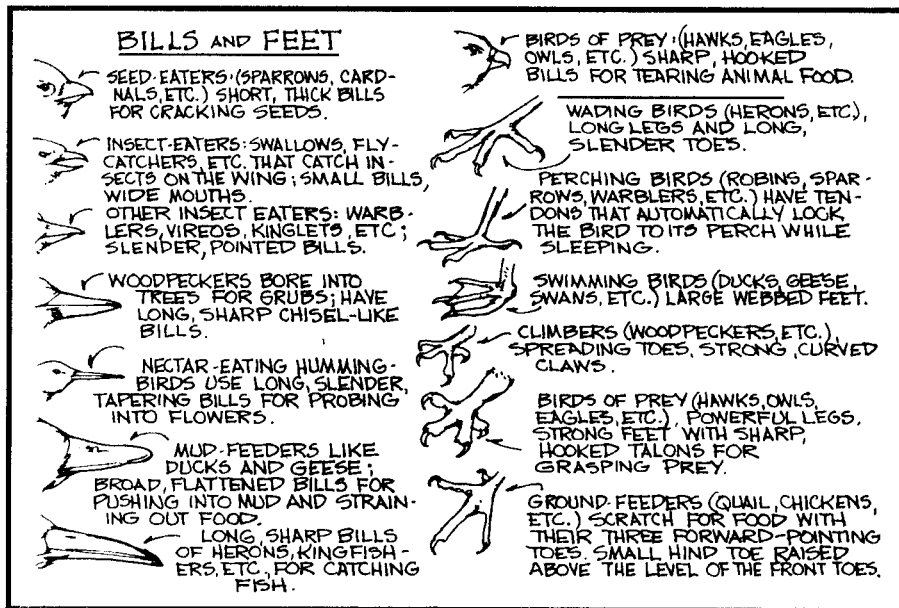 BILLS AND FEET
SEED-EATERS: (SPARROWS, CARD-
NALS, ETC.) SHORT, THICK BILLS
FOR CRACKING SEEDS.
INSECT-EATERS: SWALLOWS, FLY-
CATCHERS, ETC. THAT CATCH IN-
SECTS ON THE WING; SMALL BILLS,
WIDE MOUTHS.
OTHER INSECT EATERS: WARB-
LERS, VIREOS, KINGLETS, ETC;
SLENDER, POINTED BILLS.
WOODPECKERS BORE INTO
TREES FOR GRUBS; HAVE
LONG, SHARP CHISEL-LIKE
BILLS.
NECTAR-EATING HUMMING-
BIRDS USE LONG, SLENDER,
TAPERING BILLS FOR PROBING
INTO FLOWERS.
MUD-FEEDERS LIKE
DUCKS AND GEESE;
BROAD, FLATTENED BILLS FOR
PUSHING INTO MUD AND STRAIN-
ING OUT FOOD.
LONG, SHARP BILLS
OF HERONS, KINGFISH-
ERS, ETC., FOR CATCHING
FISH.
BIRDS OF PREY: (HAWKS, EAGLES,
OWLS, ETC.) SHARP, HOOKED
BILLS FOR TEARING ANIMAL FOOD.
WADING BIRDS (HERONS, ETC),
LONG LEGS AND LONG,
SLENDER TOES.
PERCHING BIRDS (ROBINS, SPAR-
ROWS, WARBLERS, ETC.) HAVE TEN-
DONS THAT AUTOMATICALLY LOCK
THE BIRD TO ITS PERCH WHILE
SLEEPING.
SWIMMING BIRDS (DUCKS, GEESE,
SWANS, ETC.) LARGE WEBBED FEET.
CLIMBERS (WOODPECKERS, ETC.),
SPREADING TOES, STRONG, CURVED
CLAWS.
BIRDS OF PREY (HAWKS, OWLS,
EAGLES, ETC.), POWERFUL LEGS,
STRONG FEET WITH SHARP,
HOOKED TALONS FOR
GRASPING PREY.
GROUND-FEEDERS (QUAIL, CHICKENS,
ETC.) SCRATCH FOR FOOD WITH
THEIR THREE FORWARD-POINTING
TOES. SMALL HIND TOE RAISED
ABOVE THE LEVEL OF THE FRONT TOES.